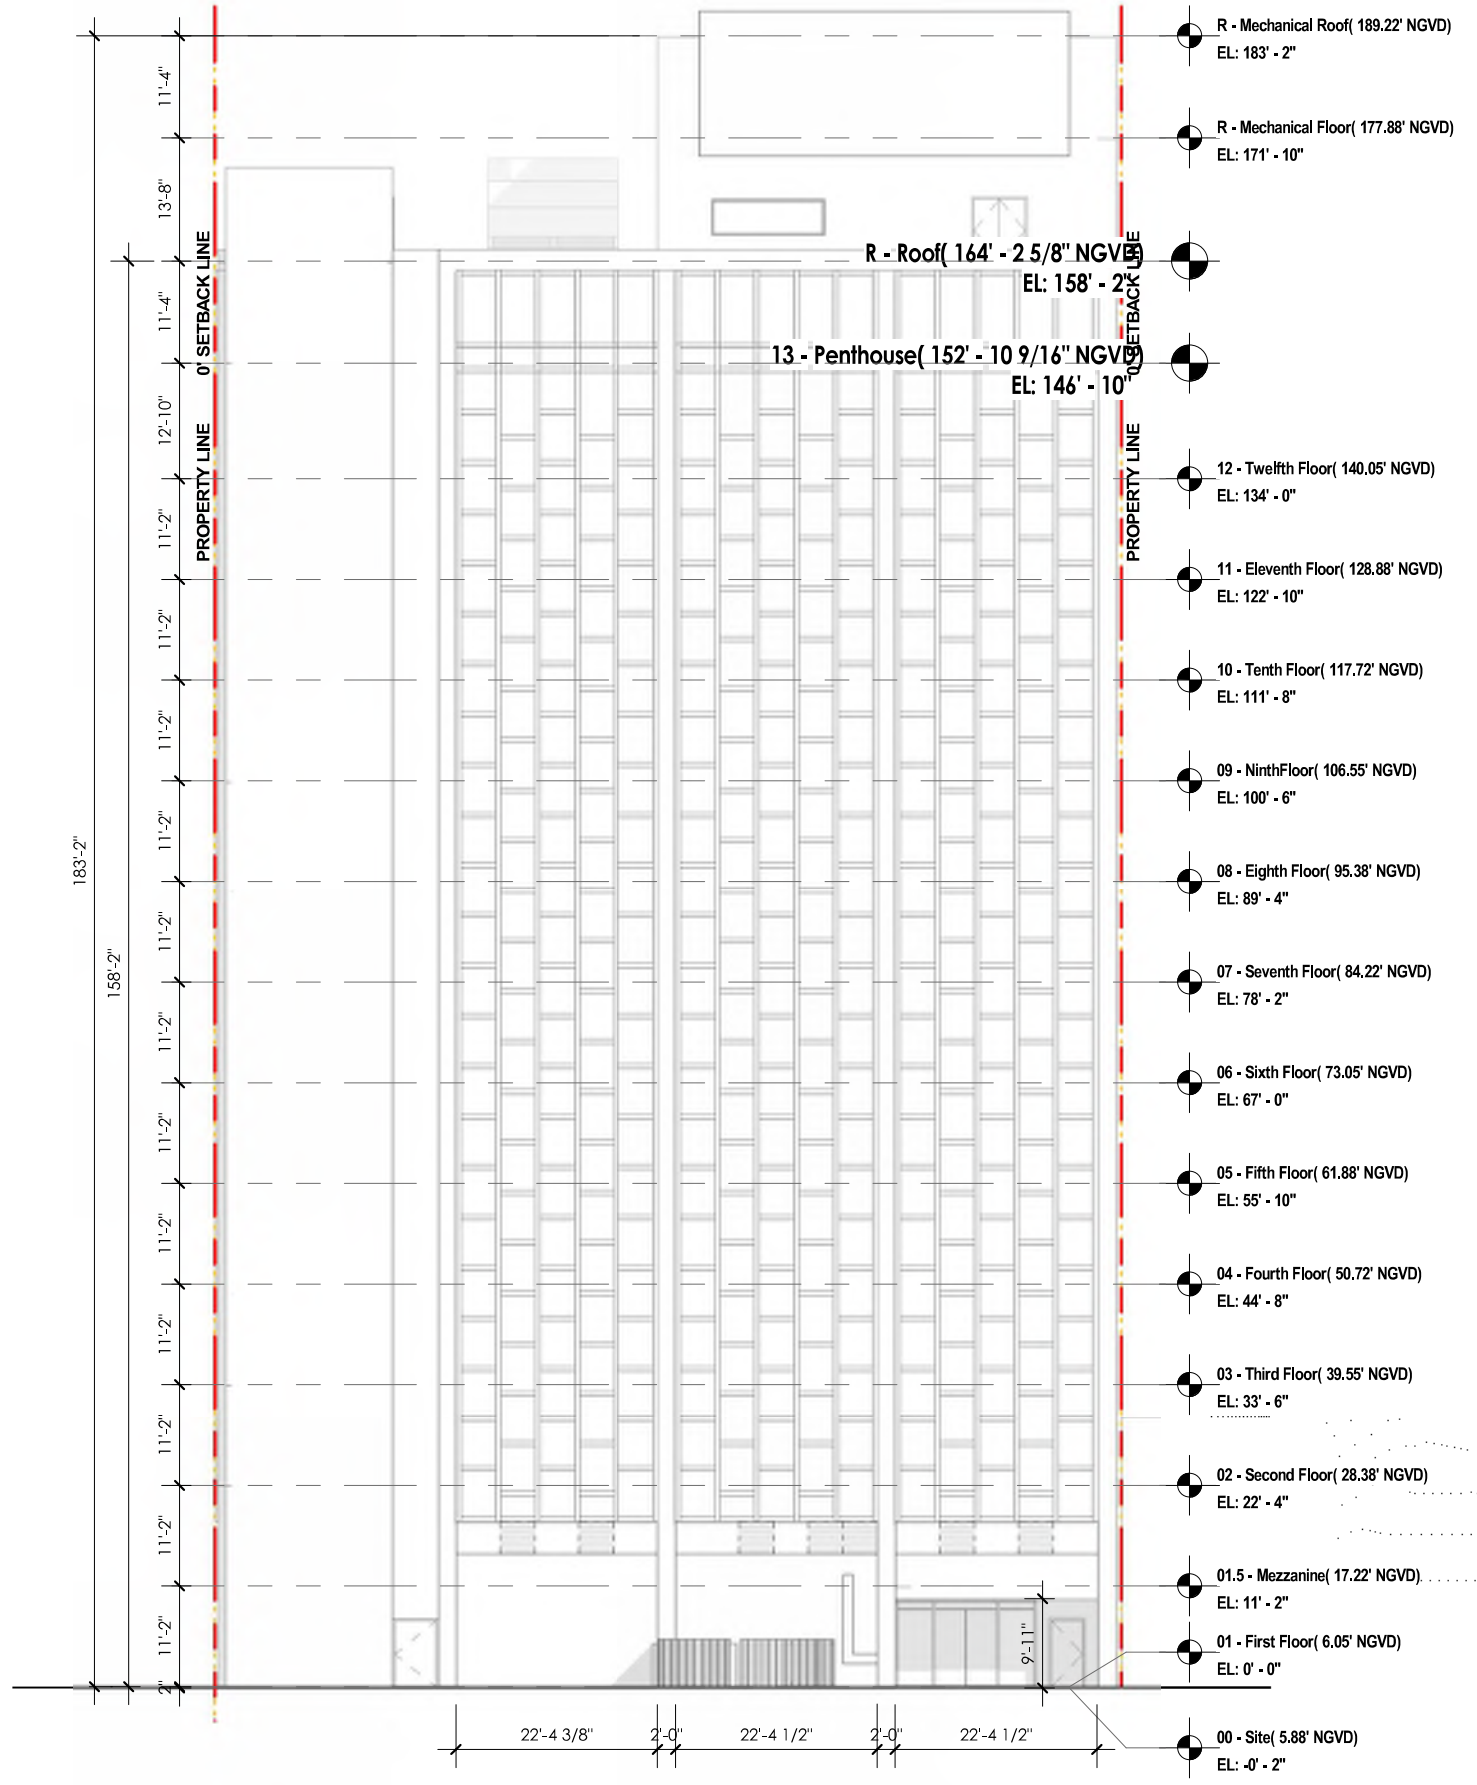 R - Mechanical Roof( 189.22' NGVD)
EL: 183' - 2"
11'-4"
R - Mechanical Floor( 177.88' NGVD)
EL: 171' - 10"
13'-8"
R - Roof( 164' - 2 5/8" NGVD)
EL: 158' - 2"
0' SETBACK LINE
0' SETBACK LINE
11'-4"
13 - Penthouse( 152' - 10 9/16" NGVD)
EL: 146' - 10"
12'-10"
PROPERTY LINE
PROPERTY LINE
12 - Twelfth Floor( 140.05' NGVD)
EL: 134' - 0"
11'-2"
11 - Eleventh Floor( 128.88' NGVD)
EL: 122' - 10"
11'-2"
10 - Tenth Floor( 117.72' NGVD)
EL: 111' - 8"
11'-2"
09 - NinthFloor( 106.55' NGVD)
EL: 100' - 6"
11'-2"
183'-2"
08 - Eighth Floor( 95.38' NGVD)
EL: 89' - 4"
11'-2"
158'-2"
07 - Seventh Floor( 84.22' NGVD)
EL: 78' - 2"
11'-2"
06 - Sixth Floor( 73.05' NGVD)
EL: 67' - 0"
11'-2"
05 - Fifth Floor( 61.88' NGVD)
EL: 55' - 10"
11'-2"
04 - Fourth Floor( 50.72' NGVD)
EL: 44' - 8"
11'-2"
03 - Third Floor( 39.55' NGVD)
EL: 33' - 6"
11'-2"
02 - Second Floor( 28.38' NGVD)
EL: 22' - 4"
11'-2"
01.5 - Mezzanine( 17.22' NGVD)
EL: 11' - 2"
11'-2"
9'-11"
01 - First Floor( 6.05' NGVD)
EL: 0' - 0"
2"
22'-4 3/8"
2'-0"
22'-4 1/2"
2'-0"
22'-4 1/2"
00 - Site( 5.88' NGVD)
EL: -0' - 2"